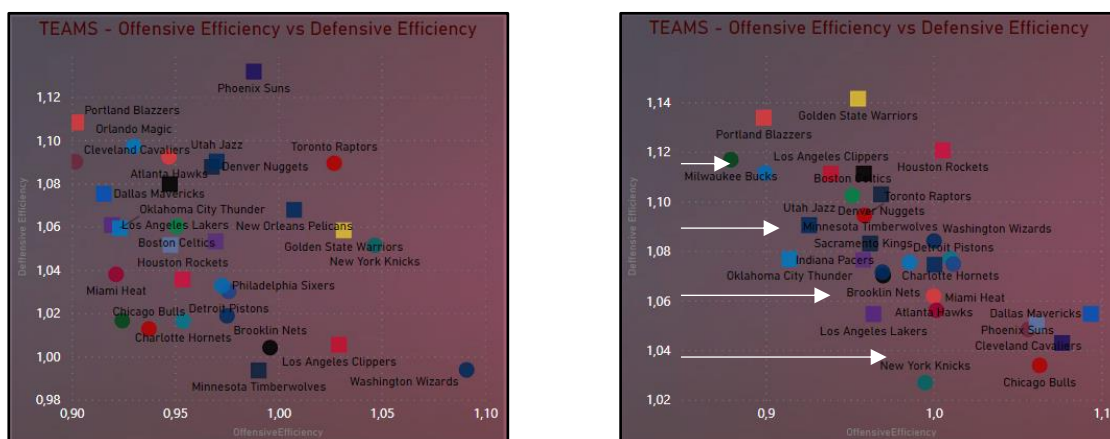 TEAMS - Offensive Efficiency vs Defensive Efficiency
Phoenix Suns
1,12
Portland Blazzers
Orlando Magic
1,10
Cleveland Cavaliers
Utah Jazz
Toronto Raptors
Atlanta Hawks
Denver Nuggets
1,08
Dallas Mavericks
Oklahoma City Thunder
Los Angeles Lakers
New Orleans Pelicans
1,06
Boston Celtics
Golden State Warriors
Houston Rockets
New York Knicks
1,04
Miami Heat
Philadelphia Sixers
Chicago Bulls
Detroit Pistons
1,02
Charlotte Hornets
Brooklin Nets
1,00
Los Angeles Clippers
Minnesota Timberwolves
Washington Wizards
0,98
0,90
0,95
1,00
1,05
1,10
OffensiveEfficiency
TEAMS - Offensive Efficiency vs Defensive Efficiency
1,14
Golden State Warriors
Portland Blazzers
1,12
Los Angeles Clippers
Houston Rockets
Milwaukee Bucks
Boston Celtics
Toronto Raptors
1,10
Utah Jazz
Denver Nuggets
Minnesota Timberwolves
Washington Wizards
1,08
Sacramento Kings
Detroit Pistons
Indiana Pacers
Oklahoma City Thunder
Charlotte Hornets
Brooklin Nets
Miami Heat
1,06
Los Angeles Lakers
Atlanta Hawks
Dallas Mavericks
Phoenix Suns
1,04
Cleveland Cavaliers
New York Knicks
Chicago Bulls
1,02
0,9
1,0
1,1
OffensiveEfficiency